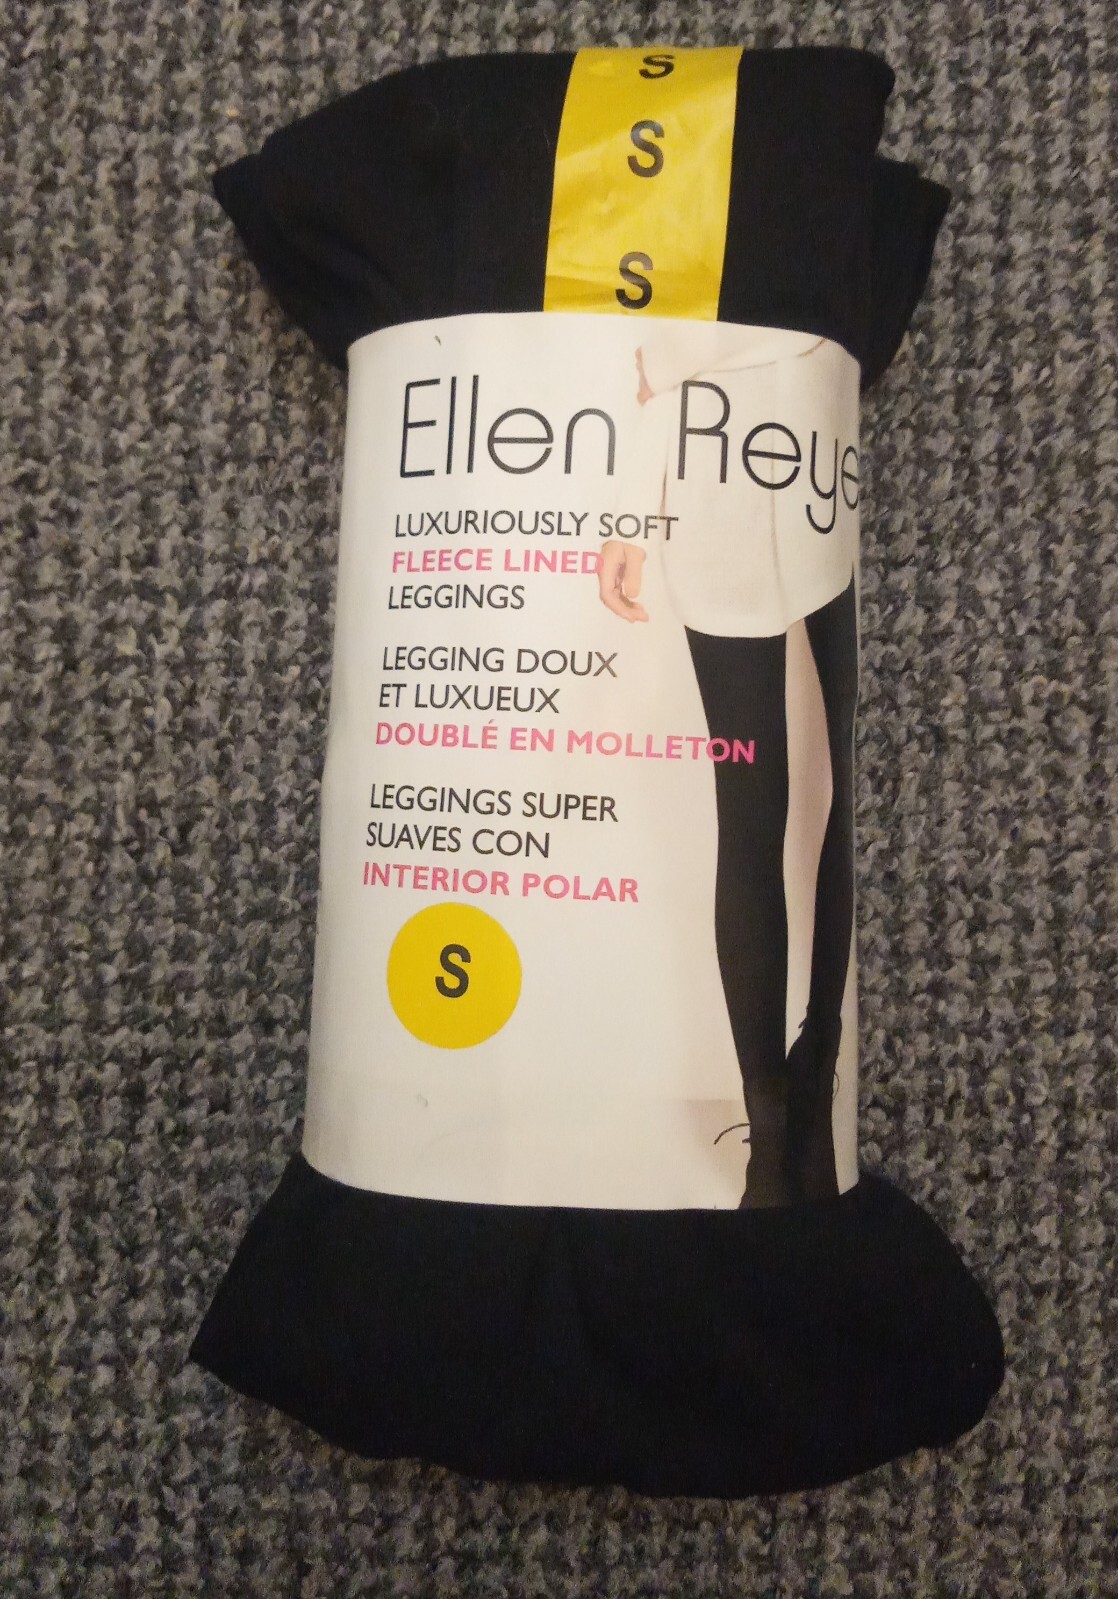 S
S
S
Ellen Reye
LUXURIOUSLY SOFT
FLEECE LINED
LEGGINGS
LEGGING DOUX
ET LUXUEUX
DOUBLÉ EN MOLLETON
LEGGINGS SUPER
SUAVES CON
INTERIOR POLAR
S